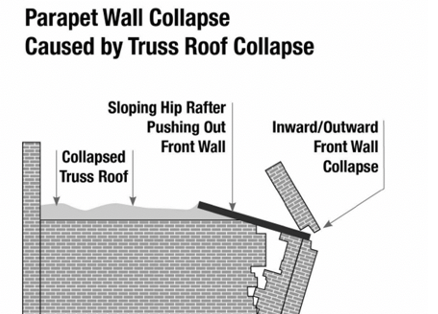 Parapet Wall Collapse
Caused by Truss Roof Collapse
Sloping Hip Rafter
Pushing Out
Front Wall
Inward/Outward
Front Wall
Collapse
Collapsed
Truss Roof